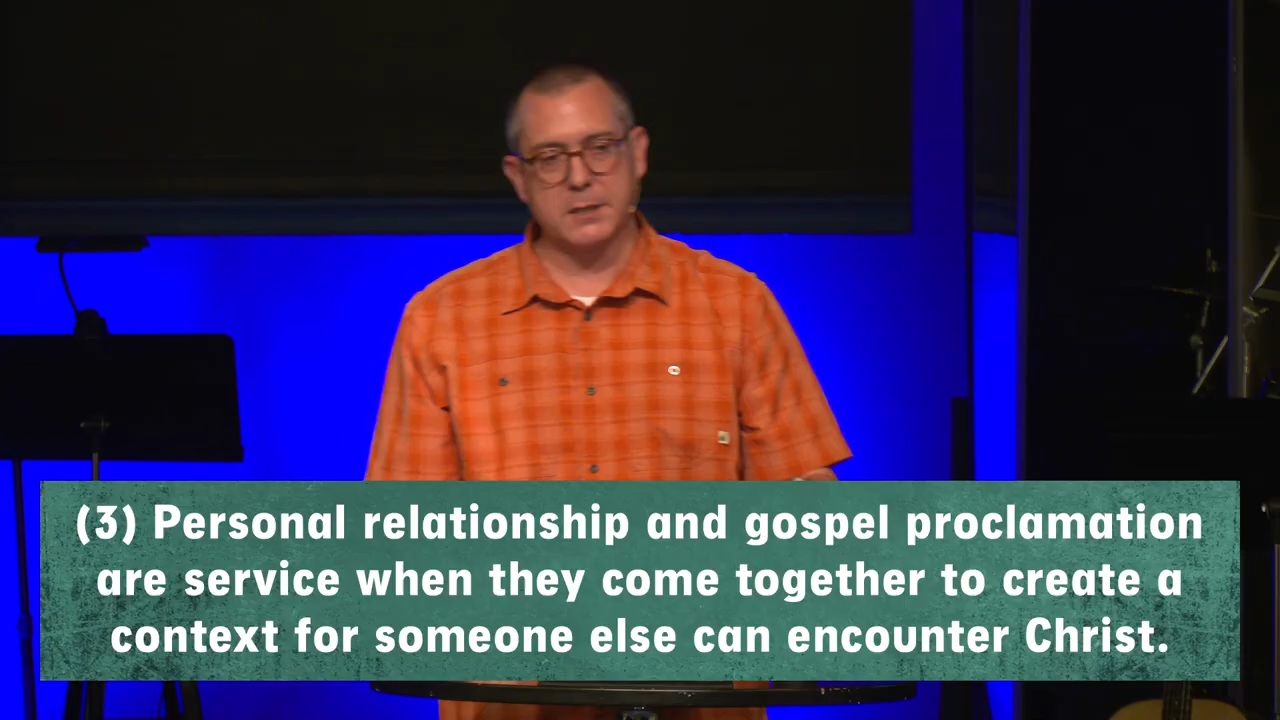 (3) Personal relationship and gospel proclamation
are service when they come together to create a
context for someone else can encounter Christ.